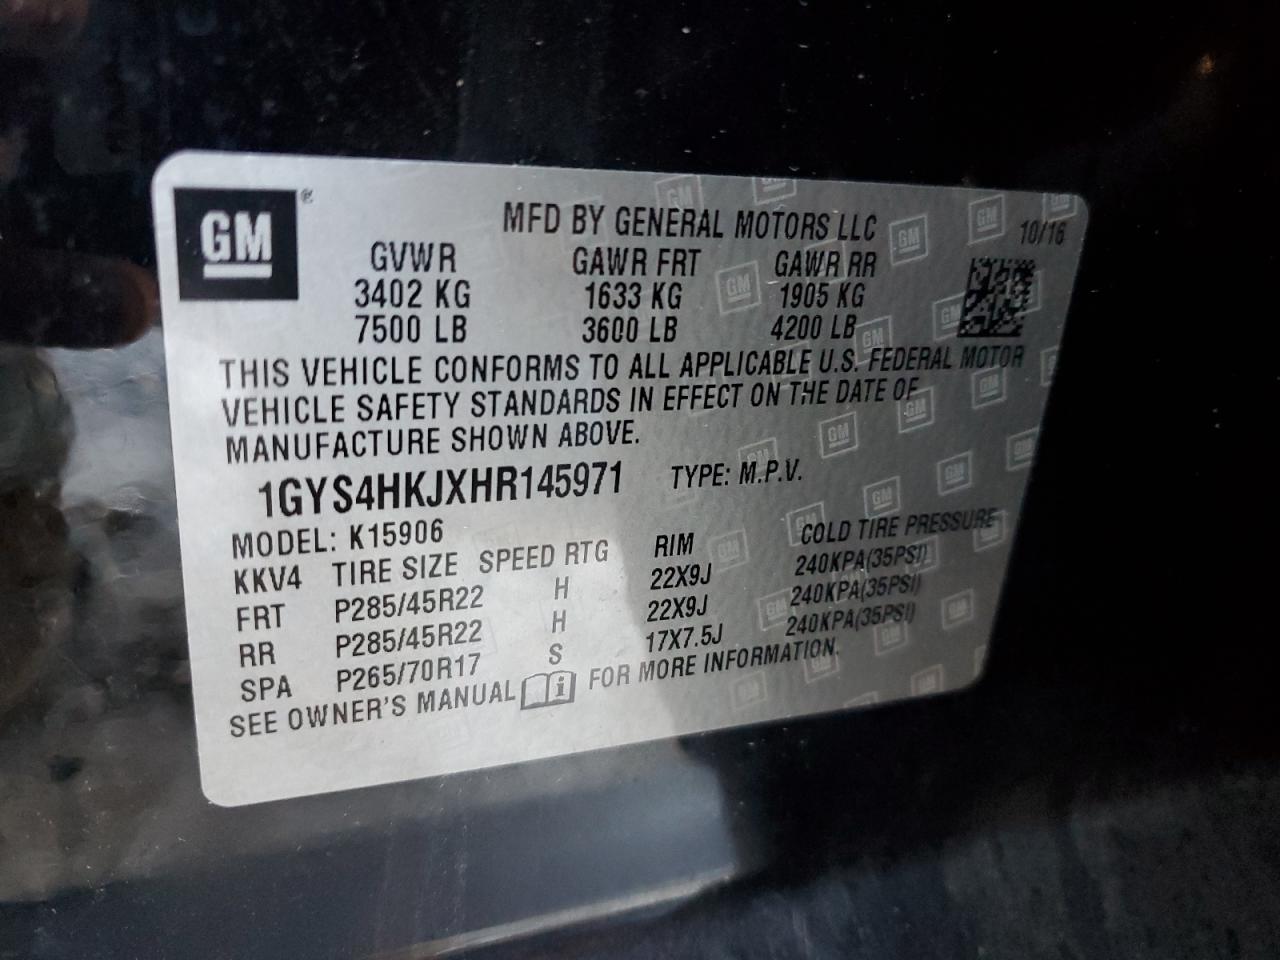 GM ®
MFD BY GENERAL MOTORS LLC 10/16
GVWR GAWR FRT GAWR RR
3402 KG 1633 KG 1905 KG
7500 LB 3600 LB 4200 LB
THIS VEHICLE CONFORMS TO ALL APPLICABLE U.S. FEDERAL MOTOR
VEHICLE SAFETY STANDARDS IN EFFECT ON THE DATE OF
MANUFACTURE SHOWN ABOVE.
1GYS4HKJXHR145971 TYPE: M.P.V.
MODEL: K15906
KKV4 TIRE SIZE SPEED RTG RIM COLD TIRE PRESSURE
FRT P285/45R22 H 22X9J 240KPA(35PSI)
RR P285/45R22 H 22X9J 240KPA(35PSI)
SPA P265/70R17 S 17X7.5J 240KPA(35PSI)
SEE OWNER'S MANUAL i FOR MORE INFORMATION.